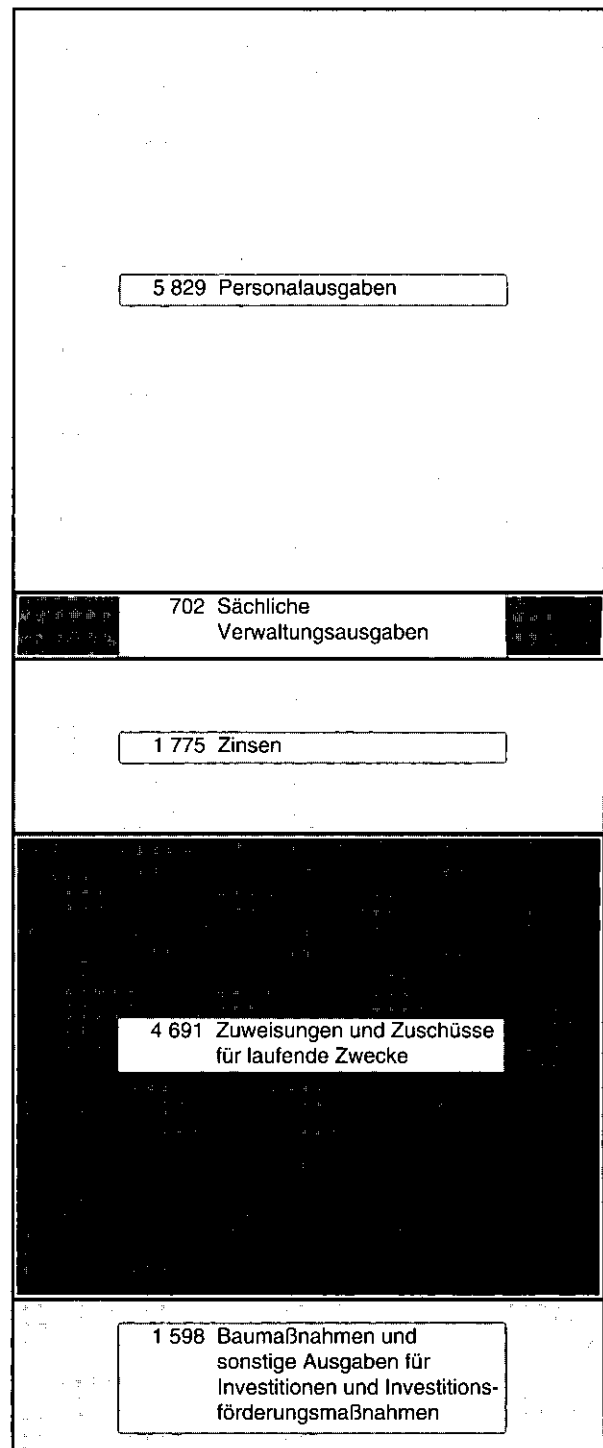 5 829 Personalausgaben
702 Sächliche
Verwaltungsausgaben
1 775 Zinsen
4 691 Zuweisungen und Zuschüsse
für laufende Zwecke
1 598 Baumaßnahmen und
sonstige Ausgaben für
Investitionen und Investitions-
förderungsmaßnahmen